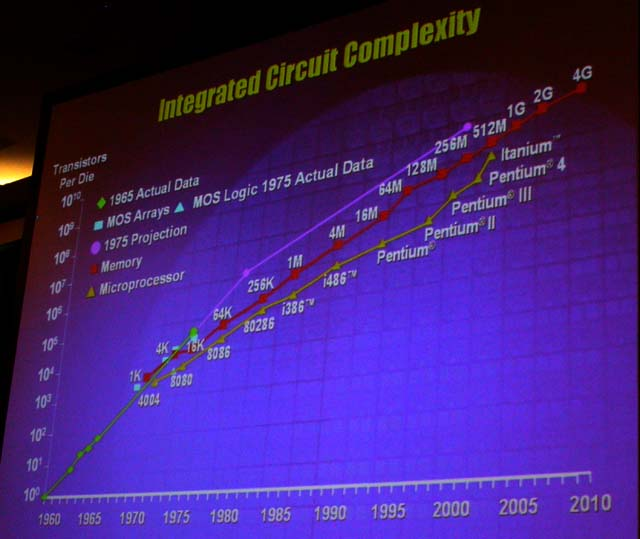 Integrated Circuit Complexity
Transistors
Per Die
10¹⁰
10⁹
10⁸
10⁷
10⁶
10⁵
10⁴
10³
10²
10¹
10⁰
1965 Actual Data
MOS Arrays MOS Logic 1975 Actual Data
1975 Projection
Memory
Microprocessor
1K
4K
16K
64K
256K
1M
4M
16M
64M
128M
256M
512M
1G
2G
4G
4004
8080
8086
80286
i386™
i486™
Pentium®
Pentium® II
Pentium® III
Pentium® 4
Itanium™
1960 1965 1970 1975 1980 1985 1990 1995 2000 2005 2010